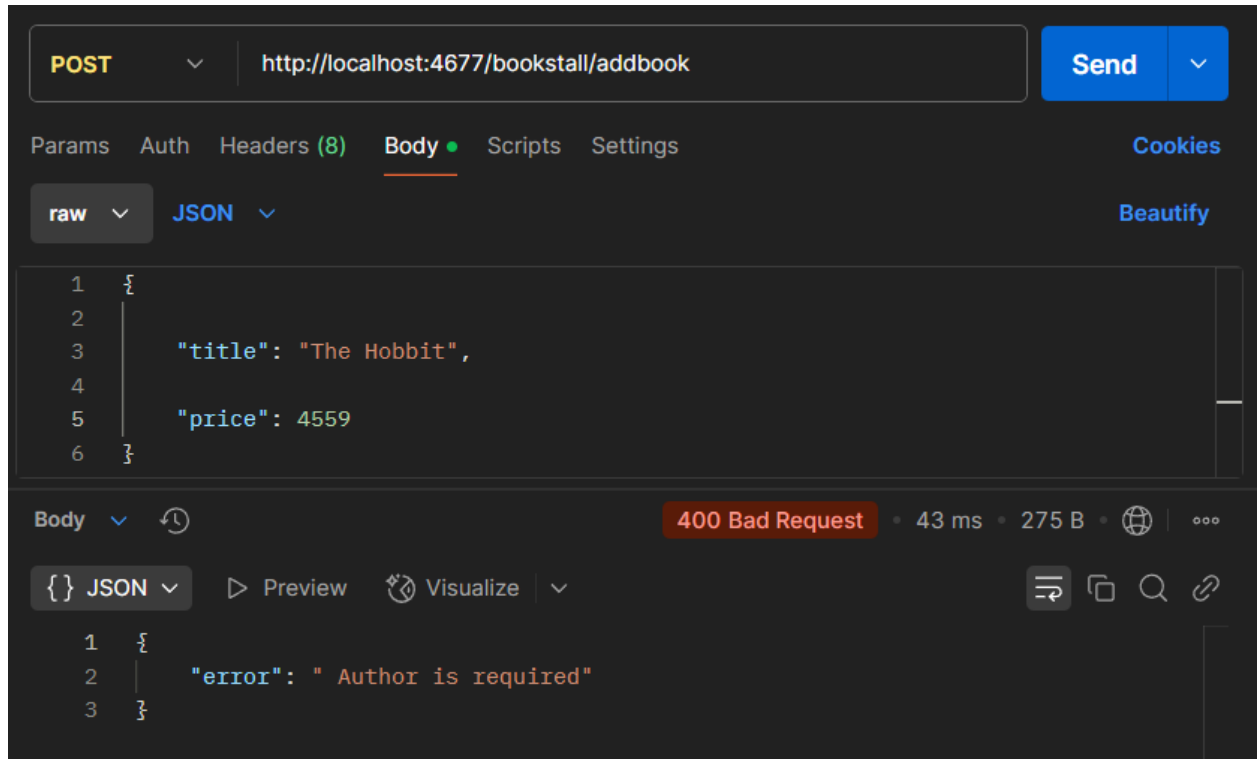 POST http://localhost:4677/bookstall/addbook Send
Params Auth Headers (8) Body Scripts Settings Cookies
raw JSON Beautify
1 {
2
3 "title": "The Hobbit",
4
5 "price": 4559
6 }
Body 400 Bad Request • 43 ms • 275 B •
{} JSON Preview Visualize
1 {
2 "error": " Author is required"
3 }